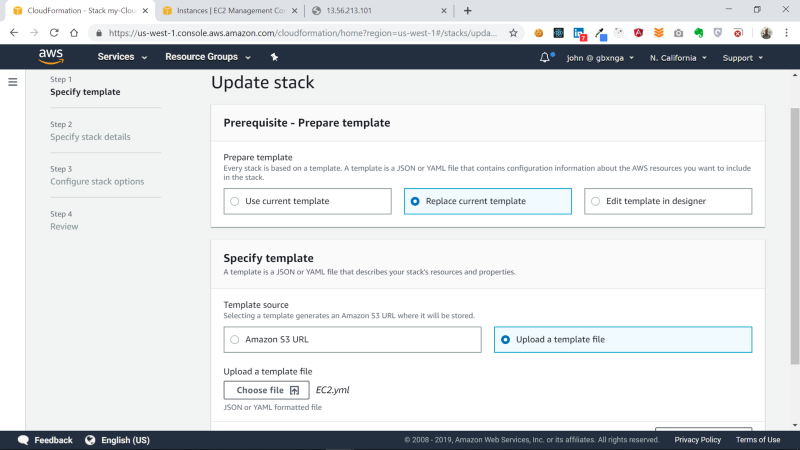 CloudFormation - Stack my-Clou
Instances | EC2 Management Con
13.56.213.101
https://us-west-1.console.aws.amazon.com/cloudformation/home?region=us-west-1#/stacks/upda...
aws
Services
Resource Groups
john @ gbxnga
N. California
Support
Step 1
Specify template
Step 2
Specify stack details
Step 3
Configure stack options
Step 4
Review
Update stack
Prerequisite - Prepare template
Prepare template
Every stack is based on a template. A template is a JSON or YAML file that contains configuration information about the AWS resources you want to include
in the stack.
Use current template
Replace current template
Edit template in designer
Specify template
A template is a JSON or YAML file that describes your stack's resources and properties.
Template source
Selecting a template generates an Amazon S3 URL where it will be stored.
Amazon S3 URL
Upload a template file
Upload a template file
Choose file
EC2.yml
JSON or YAML formatted file
Feedback
English (US)
© 2008 - 2019, Amazon Web Services, Inc. or its affiliates. All rights reserved.
Privacy Policy
Terms of Use